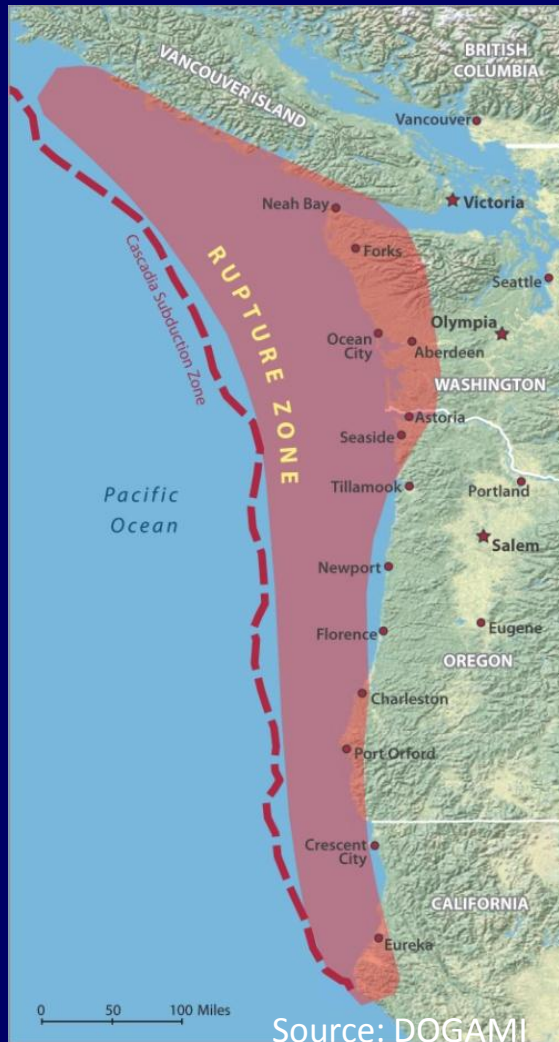 BRITISH
COLUMBIA
VANCOUVER ISLAND
Vancouver
Neah Bay
Victoria
Forks
Seattle
Cascadia Subduction Zone
RUPTURE ZONE
Ocean
City
Olympia
Aberdeen
WASHINGTON
Astoria
Seaside
Tillamook
Portland
Pacific
Ocean
Salem
Newport
Florence
Eugene
OREGON
Charleston
Port Orford
Crescent
City
CALIFORNIA
Eureka
0 50 100 Miles
Source: DOGAMI